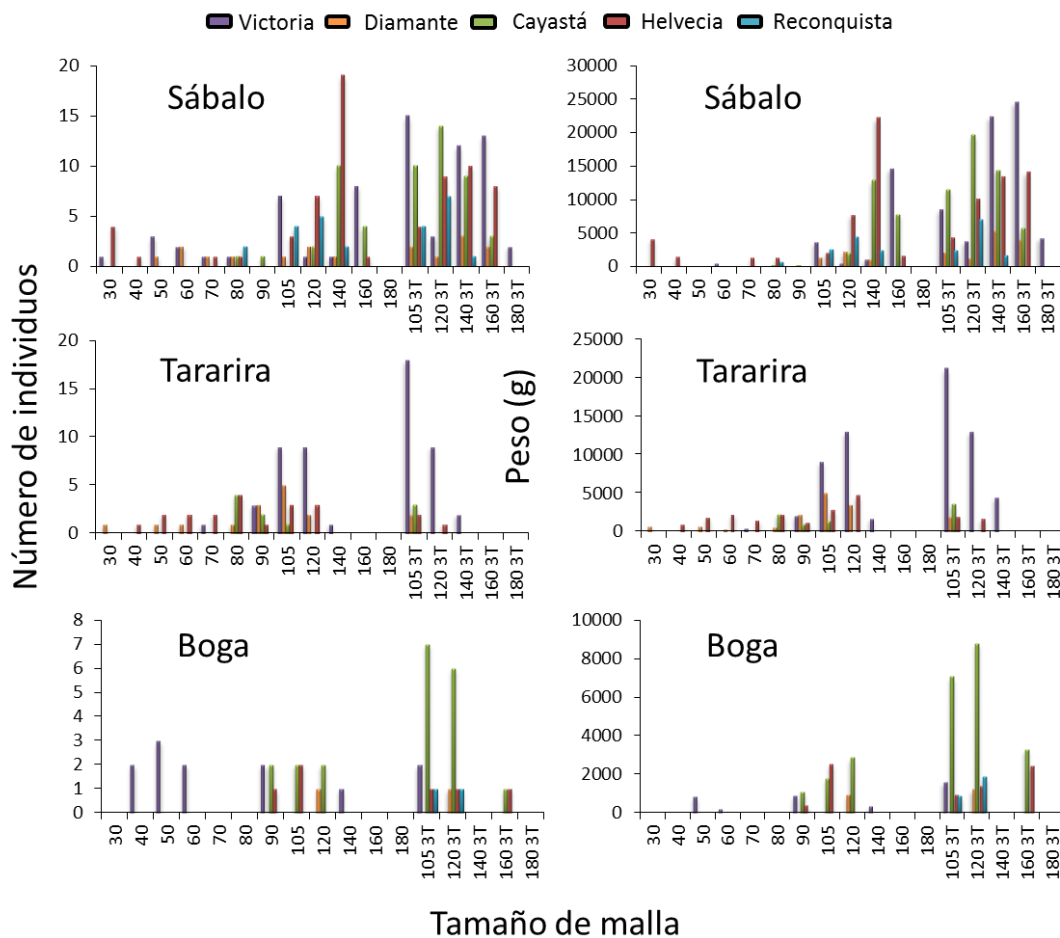 Victoria Diamante Cayastá Helvecia Reconquista
Número de individuos
Sábalo
20
15
10
5
0
30 40 50 60 70 80 90 105 120 140 160 180 105 3T 120 3T 140 3T 160 3T 180 3T
Tararira
20
15
10
5
0
30 40 50 60 70 80 90 105 120 140 160 180 105 3T 120 3T 140 3T 160 3T 180 3T
Boga
8
7
6
5
4
3
2
1
0
30 40 50 60 70 80 90 105 120 140 160 180 105 3T 120 3T 140 3T 160 3T 180 3T
Peso (g)
Sábalo
30000
25000
20000
15000
10000
5000
0
30 40 50 60 70 80 90 105 120 140 160 180 105 3T 120 3T 140 3T 160 3T 180 3T
Tararira
25000
20000
15000
10000
5000
0
30 40 50 60 70 80 90 105 120 140 160 180 105 3T 120 3T 140 3T 160 3T 180 3T
Boga
10000
8000
6000
4000
2000
0
30 40 50 60 70 80 90 105 120 140 160 180 105 3T 120 3T 140 3T 160 3T 180 3T
Tamaño de malla